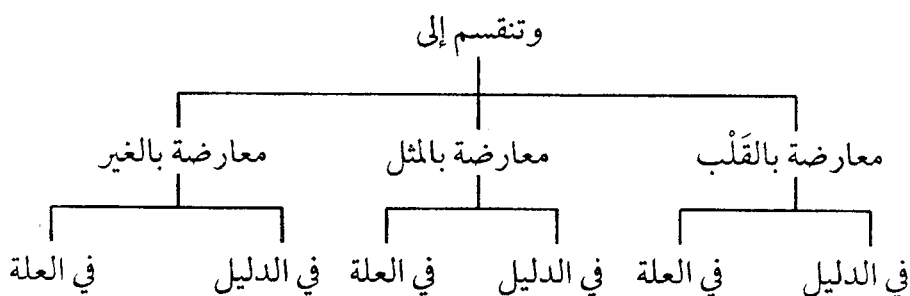 وتنقسم إلى
معارضة بالقَلْب معارضة بالمثل معارضة بالغير
في الدليل في العلة في الدليل في العلة في الدليل في العلة